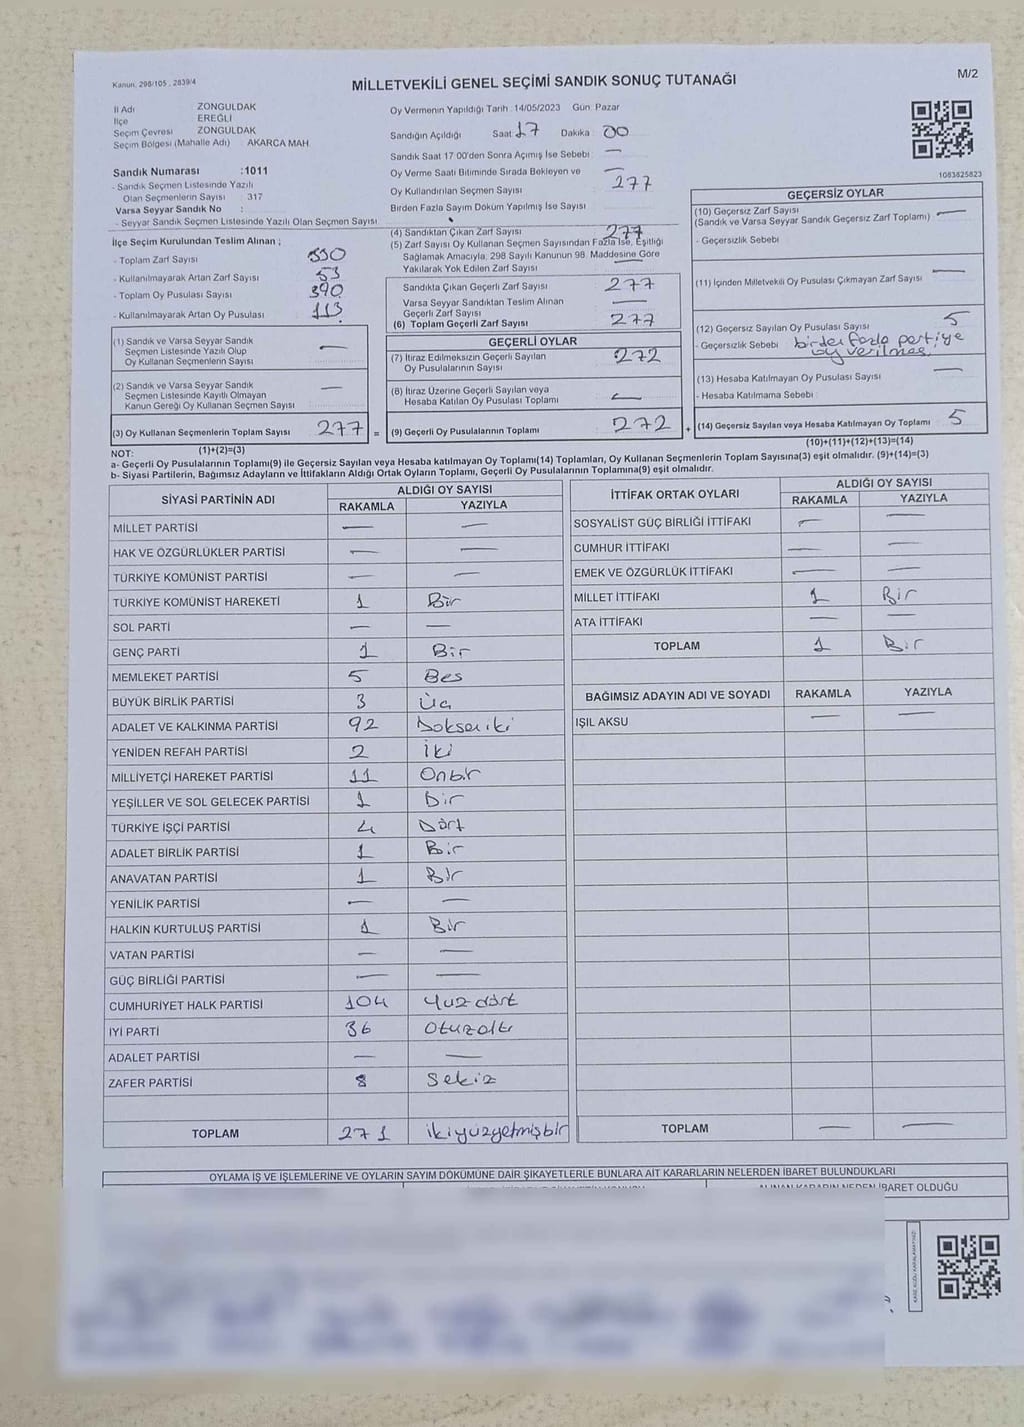 Kanun. 298/105 , 2839/4
MİLLETVEKİLİ GENEL SEÇİMİ SANDIK SONUÇ TUTANAĞI
M/2
İl Adı : ZONGULDAK
İlçe : EREĞLİ
Seçim Çevresi : ZONGULDAK
Seçim Bölgesi (Mahalle Adı) AKARCA MAH
Sandık Numarası :1011
- Sandık Seçmen Listesinde Yazılı
Olan Seçmenlerin Sayısı : 317
Varsa Seyyar Sandık No :
- Seyyar Sandık Seçmen Listesinde Yazılı Olan Seçmen Sayısı
Oy Vermenin Yapıldığı Tarih : 14/05/2023 Gün: Pazar
Sandığın Açıldığı Saat 17 Dakika 00
Sandık Saat 17:00'den Sonra Açımış İse Sebebi : —
Oy Verme Saati Bitiminde Sırada Bekleyen ve —
Oy Kullandırılan Seçmen Sayısı 277
Birden Fazla Sayım Döküm Yapılmış İse Sayısı
1083625823
İlçe Seçim Kurulundan Teslim Alınan ;
- Toplam Zarf Sayısı 330
- Kullanılmayarak Artan Zarf Sayısı 53
- Toplam Oy Pusulası Sayısı 390
- Kullanılmayarak Artan Oy Pusulası 113
(1) Sandık ve Varsa Seyyar Sandık
Seçmen Listesinde Yazılı Olup
Oy Kullanan Seçmenlerin Sayısı —
(2) Sandık ve Varsa Seyyar Sandık
Seçmen Listesinde Kayıtlı Olmayan
Kanun Gereği Oy Kullanan Seçmen Sayısı —
(3) Oy Kullanan Seçmenlerin Toplam Sayısı 277 =
(1)+(2)=(3)
(4) Sandıktan Çıkan Zarf Sayısı 277
(5) Zarf Sayısı Oy Kullanan Seçmen Sayısından Fazla İse, Eşitliği
Sağlamak Amacıyla, 298 Sayılı Kanunun 98. Maddesine Göre
Yakılarak Yok Edilen Zarf Sayısı —
Sandıkta Çıkan Geçerli Zarf Sayısı 277
Varsa Seyyar Sandıktan Teslim Alınan
Geçerli Zarf Sayısı —
(6) Toplam Geçerli Zarf Sayısı 277
GEÇERLİ OYLAR
(7) İtiraz Edilmeksizin Geçerli Sayılan
Oy Pusulalarının Sayısı 272
(8) İtiraz Üzerine Geçerli Sayılan veya
Hesaba Katılan Oy Pusulası Toplamı —
(9) Geçerli Oy Pusulalarının Toplamı 272 +
GEÇERSİZ OYLAR
(10) Geçersiz Zarf Sayısı
(Sandık ve Varsa Seyyar Sandık Geçersiz Zarf Toplamı) —
- Geçersizlik Sebebi
(11) İçinden Milletvekili Oy Pusulası Çıkmayan Zarf Sayısı —
(12) Geçersiz Sayılan Oy Pusulası Sayısı 5
- Geçersizlik Sebebi birden fazla partiye
oy verilmes
(13) Hesaba Katılmayan Oy Pusulası Sayısı —
- Hesaba Katılmama Sebebi
(14) Geçersiz Sayılan veya Hesaba Katılmayan Oy Toplamı 5
(10)+(11)+(12)+(13)=(14)
NOT:
a- Geçerli Oy Pusulalarının Toplamı(9) ile Geçersiz Sayılan veya Hesaba katılmayan Oy Toplamı(14) Toplamları, Oy Kullanan Seçmenlerin Toplam Sayısına(3) eşit olmalıdır. (9)+(14)=(3)
b- Siyasi Partilerin, Bağımsız Adayların ve İttifakların Aldığı Ortak Oyların Toplamı, Geçerli Oy Pusulalarının Toplamına(9) eşit olmalıdır.
SİYASİ PARTİNİN ADI
ALDIĞI OY SAYISI
RAKAMLA YAZIYLA
MİLLET PARTİSİ — —
HAK VE ÖZGÜRLÜKLER PARTİSİ — —
TÜRKİYE KOMÜNİST PARTİSİ — —
TÜRKİYE KOMÜNİST HAREKETİ 1 Bir
SOL PARTİ — —
GENÇ PARTİ 1 Bir
MEMLEKET PARTİSİ 5 Bes
BÜYÜK BİRLİK PARTİSİ 3 Üç
ADALET VE KALKINMA PARTİSİ 92 Doksaniki
YENİDEN REFAH PARTİSİ 2 İki
MİLLİYETÇİ HAREKET PARTİSİ 11 Onbir
YEŞİLLER VE SOL GELECEK PARTİSİ 1 Bir
TÜRKİYE İŞÇİ PARTİSİ 4 Dört
ADALET BİRLİK PARTİSİ 1 Bir
ANAVATAN PARTİSİ 1 Bir
YENİLİK PARTİSİ — —
HALKIN KURTULUŞ PARTİSİ 1 Bir
VATAN PARTİSİ — —
GÜÇ BİRLİĞİ PARTİSİ — —
CUMHURİYET HALK PARTİSİ 104 Yüzdört
İYİ PARTİ 36 Otuzaltı
ADALET PARTİSİ — —
ZAFER PARTİSİ 8 Sekiz
TOPLAM 271 ikiyüzyetmişbir
İTTİFAK ORTAK OYLARI
ALDIĞI OY SAYISI
RAKAMLA YAZIYLA
SOSYALİST GÜÇ BİRLİĞİ İTTİFAKI — —
CUMHUR İTTİFAKI — —
EMEK VE ÖZGÜRLÜK İTTİFAKI — —
MİLLET İTTİFAKI 1 Bir
ATA İTTİFAKI — —
TOPLAM 1 Bir
BAĞIMSIZ ADAYIN ADI VE SOYADI RAKAMLA YAZIYLA
IŞIL AKSU — —
TOPLAM — —
OYLAMA İŞ VE İŞLEMLERİNE VE OYLARIN SAYIM DÖKÜMÜNE DAİR ŞİKAYETLERLE BUNLARA AİT KARARLARIN NELERDEN İBARET BULUNDUKLARI
ALINAN KARARIN NEDEN İBARET OLDUĞU
KARE KODU KARALAMAYINIZ!